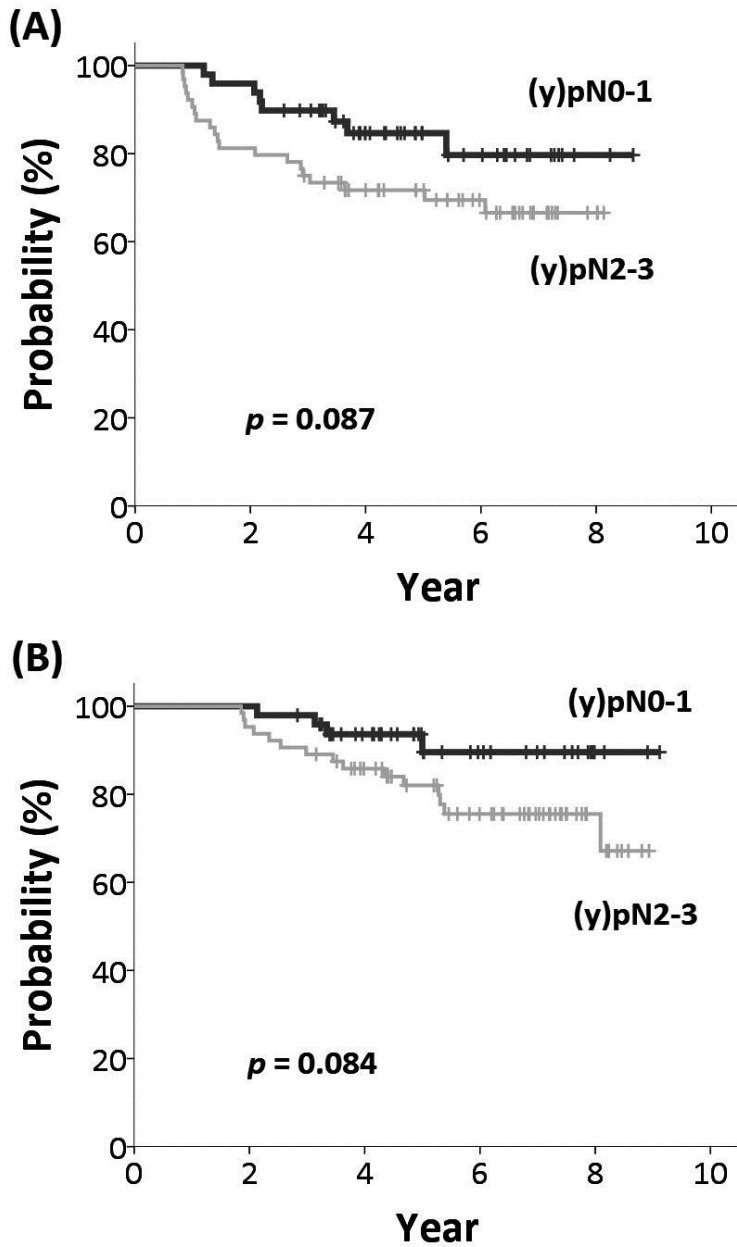 (A)
100
80
60
40
20
0
Probability (%)
(y)pN0-1
(y)pN2-3
p = 0.087
0 2 4 6 8 10
Year
(B)
100
80
60
40
20
0
Probability (%)
(y)pN0-1
(y)pN2-3
p = 0.084
0 2 4 6 8 10
Year